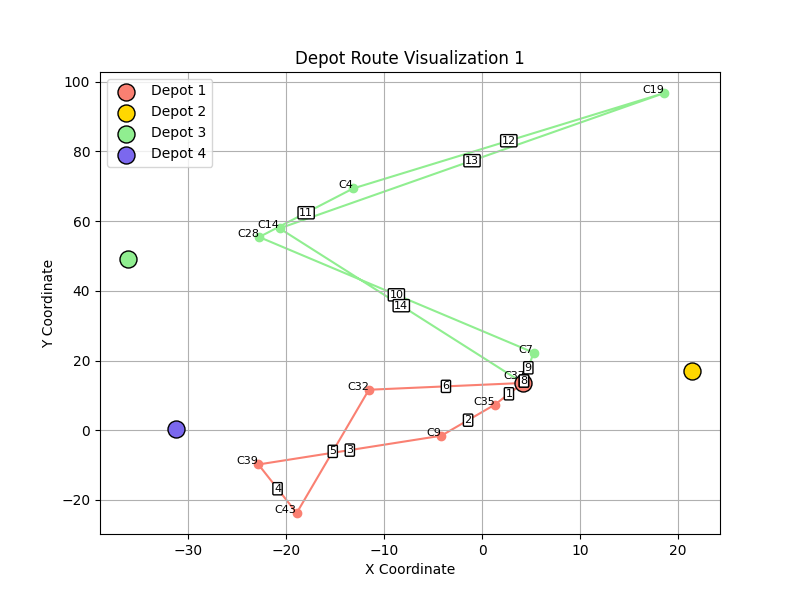 Depot Route Visualization 1
Depot 1
Depot 2
Depot 3
Depot 4
C19
12
13
C4
11
C14
C28
10
14
C7
9
8
C32
6
1
C35
2
C9
5
3
C39
4
C43
100
80
60
40
20
0
−20
−30
−20
−10
0
10
20
X Coordinate
Y Coordinate